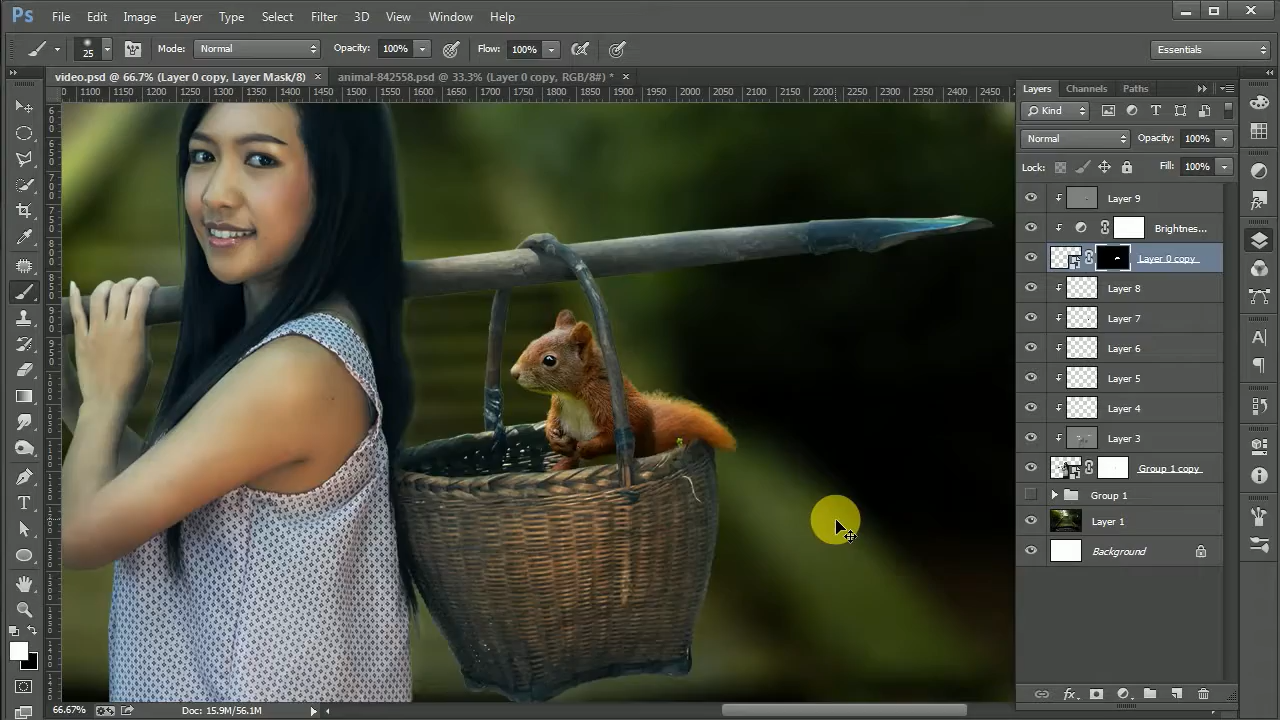 Ps File Edit Image Layer Type Select Filter 3D View Window Help
25 Mode: Normal Opacity: 100% Flow: 100% Essentials
video.psd @ 66.7% (Layer 0 copy, Layer Mask/8) × animal-842558.psd @ 33.3% (Layer 0 copy, RGB/8#) * ×
1100 1150 1200 1250 1300 1350 1400 1450 1500 1550 1600 1650 1700 1750 1800 1850 1900 1950 2000 2050 2100 2150 2200 2250 2300 2350 2400 2450
Layers Channels Paths
Kind
Normal Opacity: 100%
Lock: Fill: 100%
Layer 9
Brightnes...
Layer 0 copy
Layer 8
Layer 7
Layer 6
Layer 5
Layer 4
Layer 3
Group 1 copy
Group 1
Layer 1
Background
66.67% Doc: 15.9M/56.1M